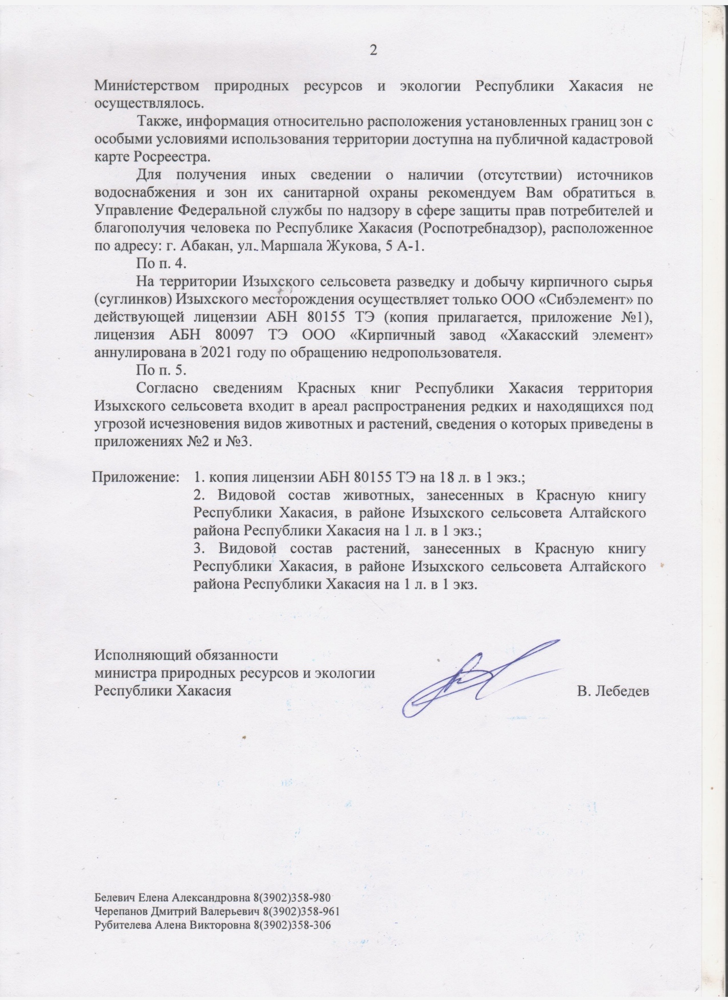 2
Министерством природных ресурсов и экологии Республики Хакасия не
осуществлялось.
Также, информация относительно расположения установленных границ зон с
особыми условиями использования территории доступна на публичной кадастровой
карте Росреестра.
Для получения иных сведении о наличии (отсутствии) источников
водоснабжения и зон их санитарной охраны рекомендуем Вам обратиться в
Управление Федеральной службы по надзору в сфере защиты прав потребителей и
благополучия человека по Республике Хакасия (Роспотребнадзор), расположенное
по адресу: г. Абакан, ул. Маршала Жукова, 5 А-1.
По п. 4.
На территории Изыхского сельсовета разведку и добычу кирпичного сырья
(суглинков) Изыхского месторождения осуществляет только ООО «Сибэлемент» по
действующей лицензии АБН 80155 ТЭ (копия прилагается, приложение №1),
лицензия АБН 80097 ТЭ ООО «Кирпичный завод «Хакасский элемент»
аннулирована в 2021 году по обращению недропользователя.
По п. 5.
Согласно сведениям Красных книг Республики Хакасия территория
Изыхского сельсовета входит в ареал распространения редких и находящихся под
угрозой исчезновения видов животных и растений, сведения о которых приведены в
приложениях №2 и №3.
Приложение: 1. копия лицензии АБН 80155 ТЭ на 18 л. в 1 экз.;
2. Видовой состав животных, занесенных в Красную книгу
Республики Хакасия, в районе Изыхского сельсовета Алтайского
района Республики Хакасия на 1 л. в 1 экз.;
3. Видовой состав растений, занесенных в Красную книгу
Республики Хакасия, в районе Изыхского сельсовета Алтайского
района Республики Хакасия на 1 л. в 1 экз.
Исполняющий обязанности
министра природных ресурсов и экологии
Республики Хакасия В. Лебедев
Белевич Елена Александровна 8(3902)358-980
Черепанов Дмитрий Валерьевич 8(3902)358-961
Рубителева Алена Викторовна 8(3902)358-306